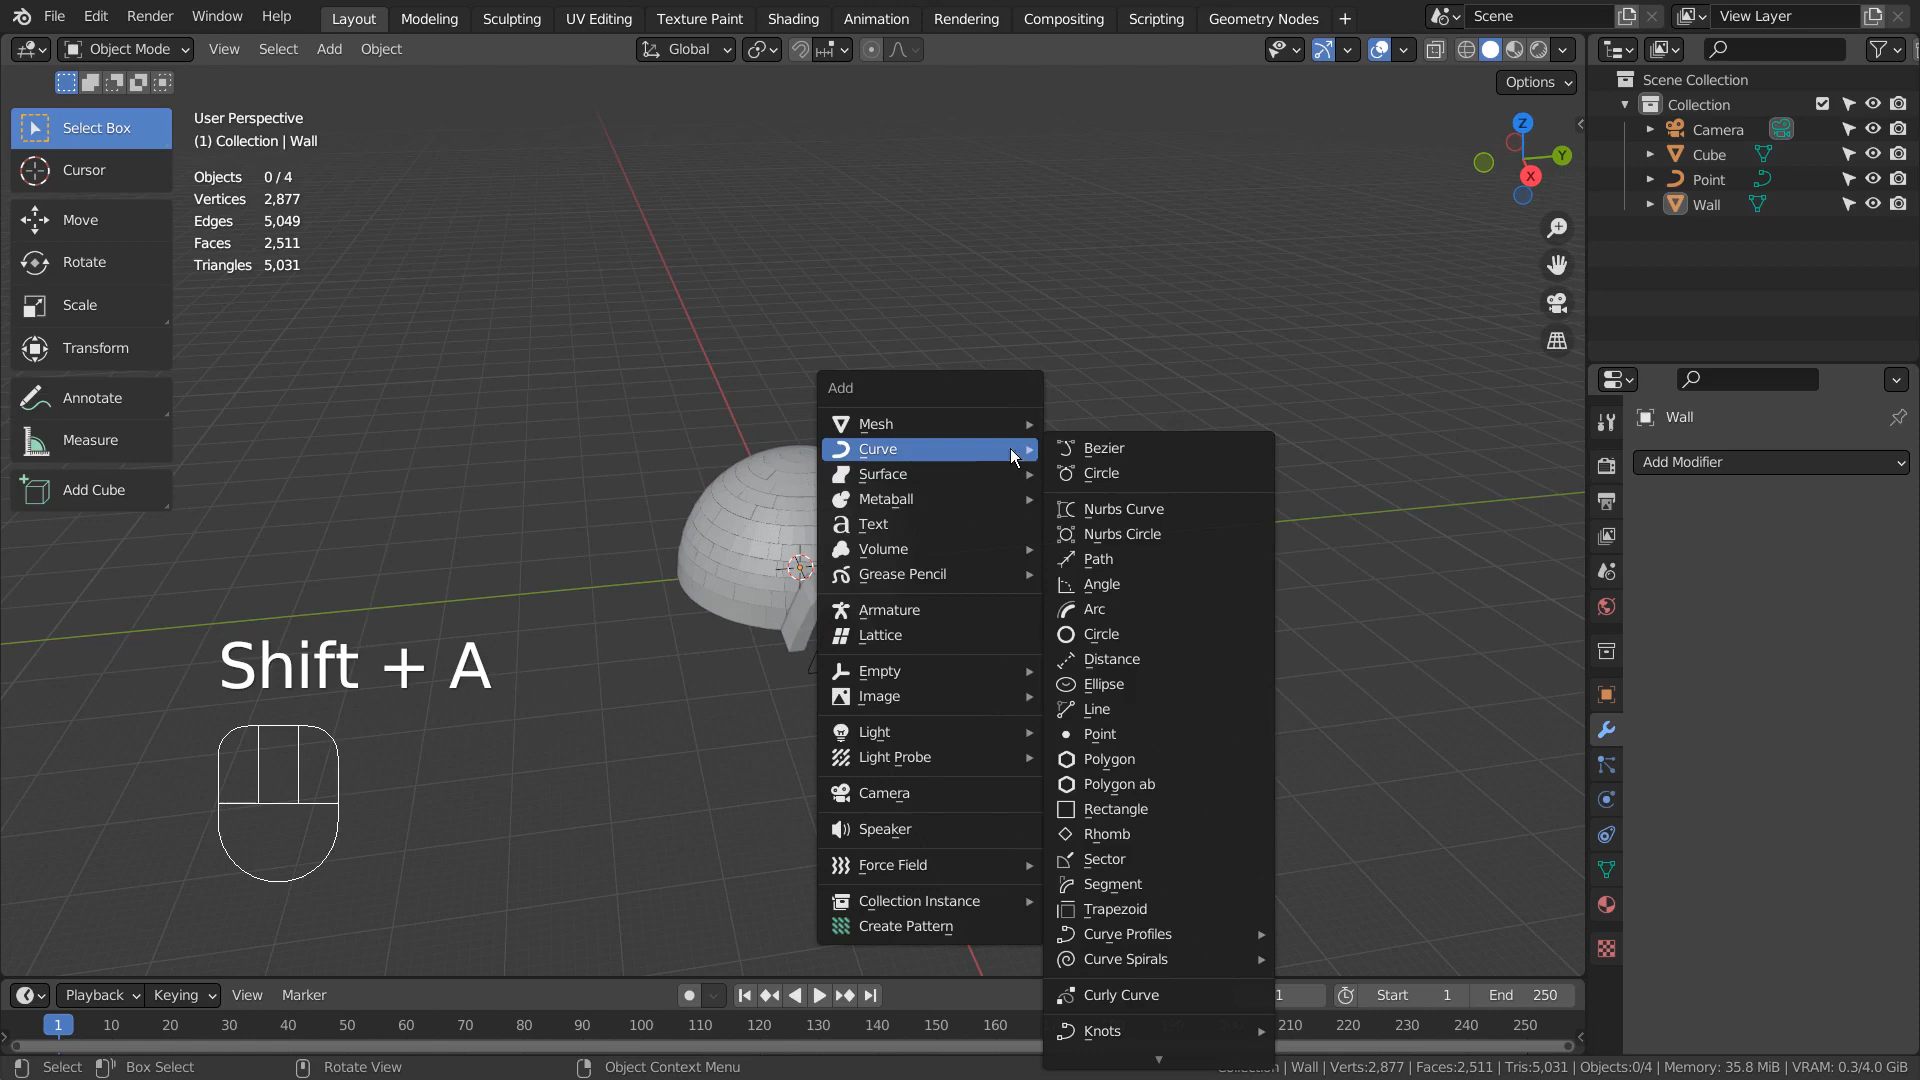 File Edit Render Window Help Layout Modeling Sculpting UV Editing Texture Paint Shading Animation Rendering Compositing Scripting Geometry Nodes + Scene View Layer
Object Mode View Select Add Object Global
Options
Select Box
Cursor
Move
Rotate
Scale
Transform
Annotate
Measure
Add Cube
User Perspective
(1) Collection | Wall
Objects 0 / 4
Vertices 2,877
Edges 5,049
Faces 2,511
Triangles 5,031
Z
Y
X
Scene Collection
Collection
Camera
Cube
Point
Wall
Wall
Add Modifier
Add
Mesh
Curve
Surface
Metaball
Text
Volume
Grease Pencil
Armature
Lattice
Empty
Image
Light
Light Probe
Camera
Speaker
Force Field
Collection Instance
Create Pattern
Bezier
Circle
Nurbs Curve
Nurbs Circle
Path
Angle
Arc
Circle
Distance
Ellipse
Line
Point
Polygon
Polygon ab
Rectangle
Rhomb
Sector
Segment
Trapezoid
Curve Profiles
Curve Spirals
Curly Curve
Knots
Shift + A
Playback Keying View Marker 1 Start 1 End 250
1 10 20 30 40 50 60 70 80 90 100 110 120 130 140 150 160 210 220 230 240 250
Select Box Select Rotate View Object Context Menu | Wall | Verts:2,877 | Faces:2,511 | Tris:5,031 | Objects:0/4 | Memory: 35.8 MiB | VRAM: 0.3/4.0 GiB